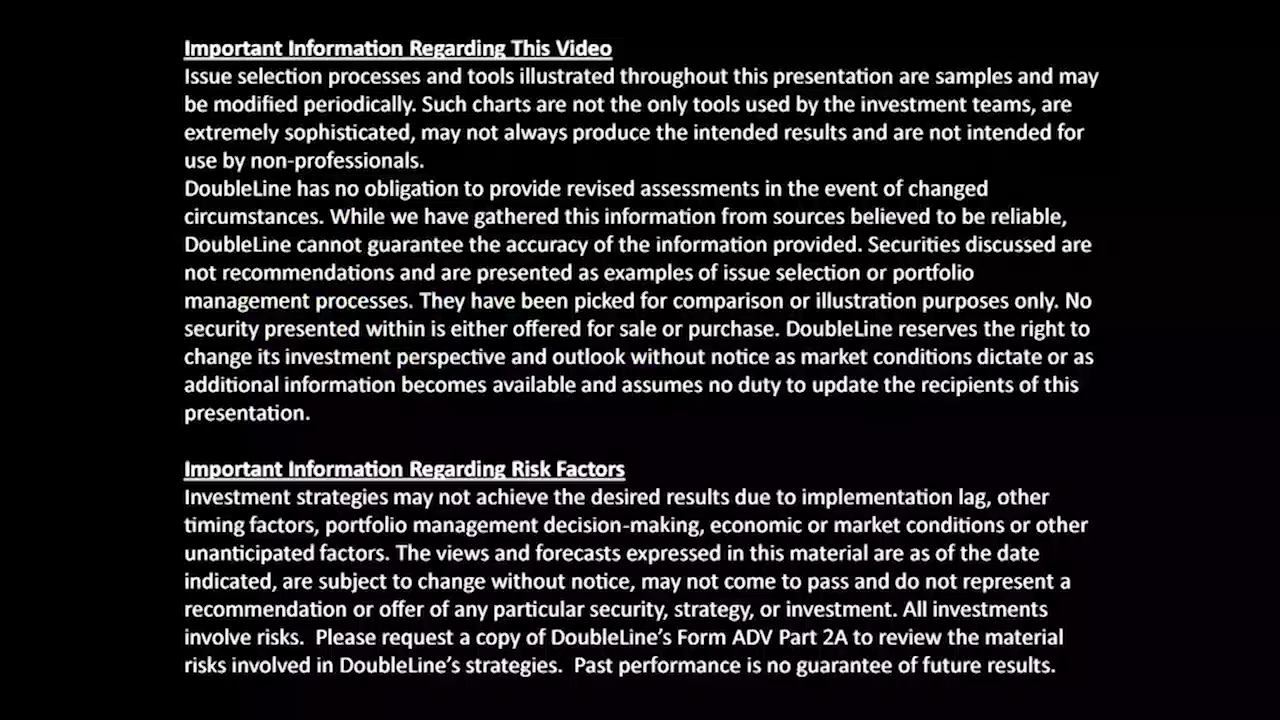 Important Information Regarding This Video
Issue selection processes and tools illustrated throughout this presentation are samples and may
be modified periodically. Such charts are not the only tools used by the investment teams, are
extremely sophisticated, may not always produce the intended results and are not intended for
use by non-professionals.
DoubleLine has no obligation to provide revised assessments in the event of changed
circumstances. While we have gathered this information from sources believed to be reliable,
DoubleLine cannot guarantee the accuracy of the information provided. Securities discussed are
not recommendations and are presented as examples of issue selection or portfolio
management processes. They have been picked for comparison or illustration purposes only. No
security presented within is either offered for sale or purchase. DoubleLine reserves the right to
change its investment perspective and outlook without notice as market conditions dictate or as
additional information becomes available and assumes no duty to update the recipients of this
presentation.
Important Information Regarding Risk Factors
Investment strategies may not achieve the desired results due to implementation lag, other
timing factors, portfolio management decision-making, economic or market conditions or other
unanticipated factors. The views and forecasts expressed in this material are as of the date
indicated, are subject to change without notice, may not come to pass and do not represent a
recommendation or offer of any particular security, strategy, or investment. All investments
involve risks.  Please request a copy of DoubleLine’s Form ADV Part 2A to review the material
risks involved in DoubleLine’s strategies.  Past performance is no guarantee of future results.